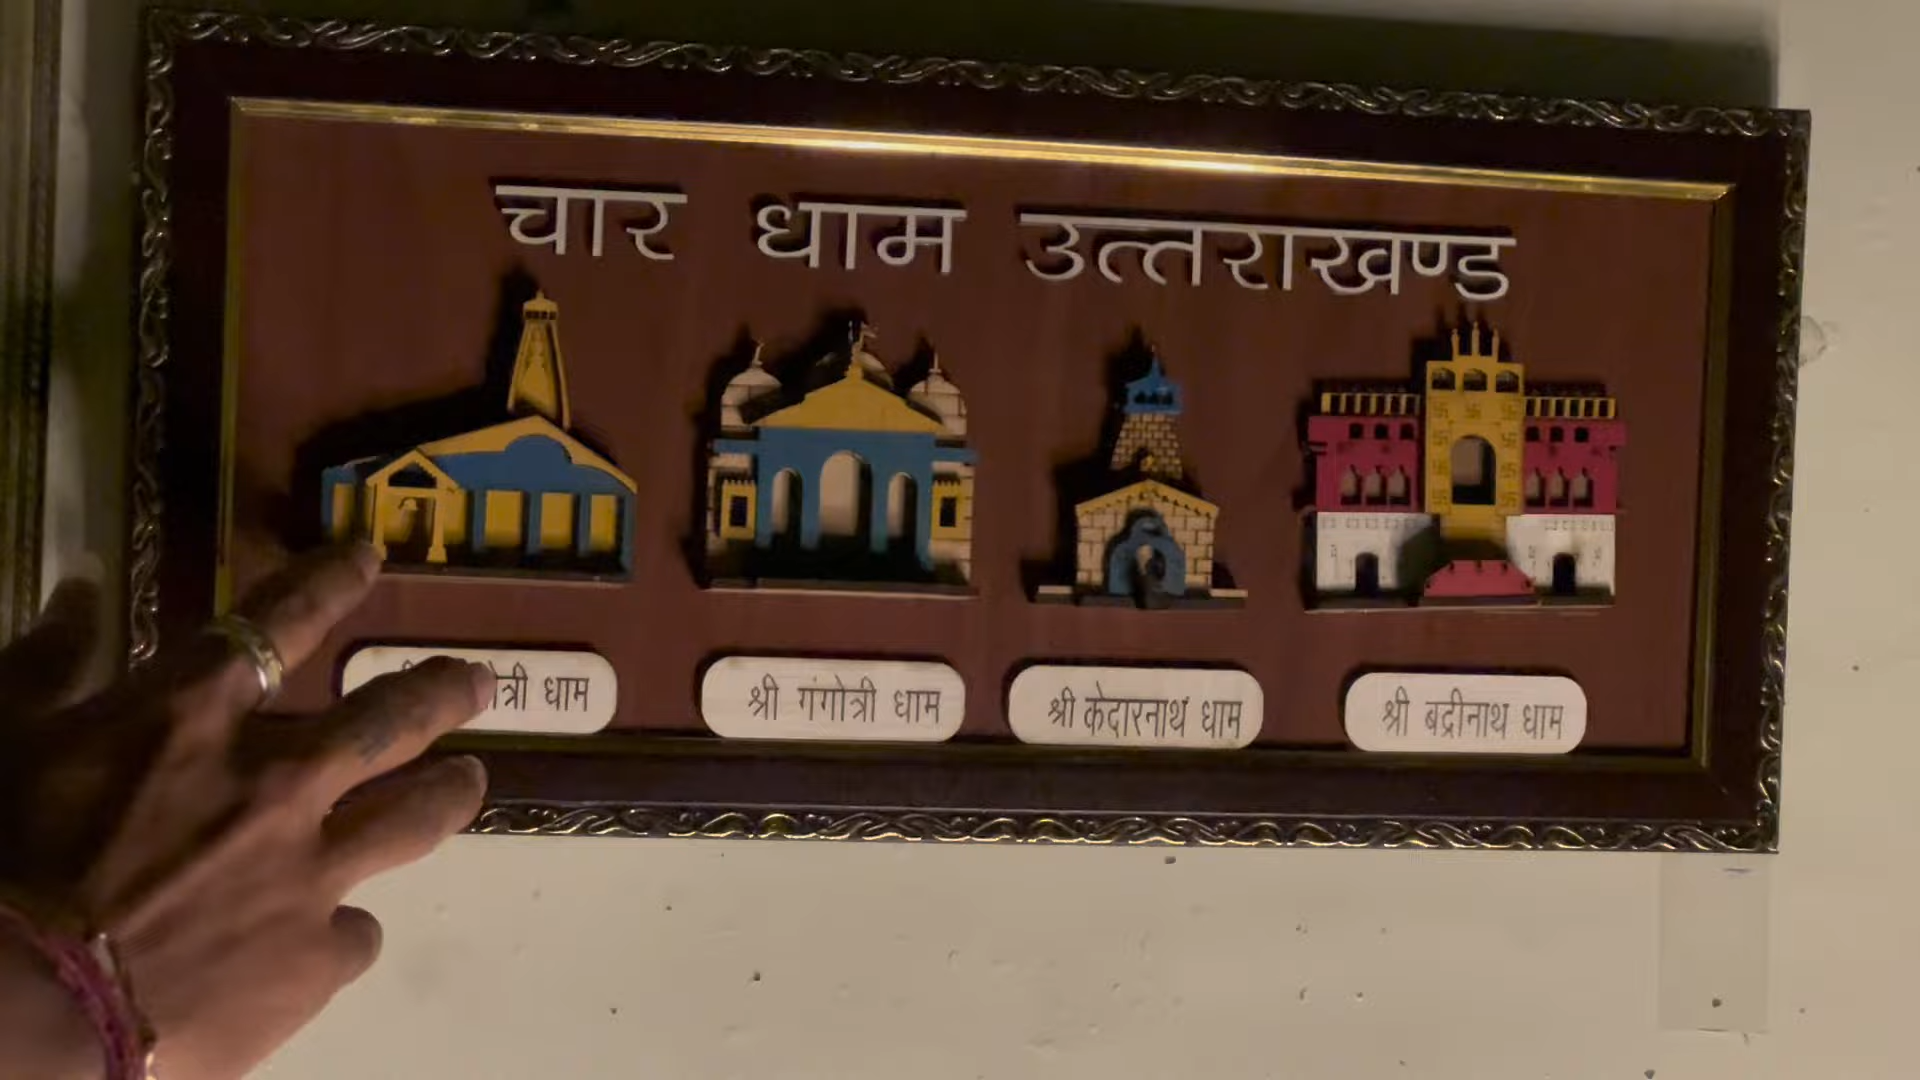 चार धाम उत्तराखण्ड
धाम
श्री गंगोत्री धाम
श्री केदारनाथ धाम
श्री बद्रीनाथ धाम